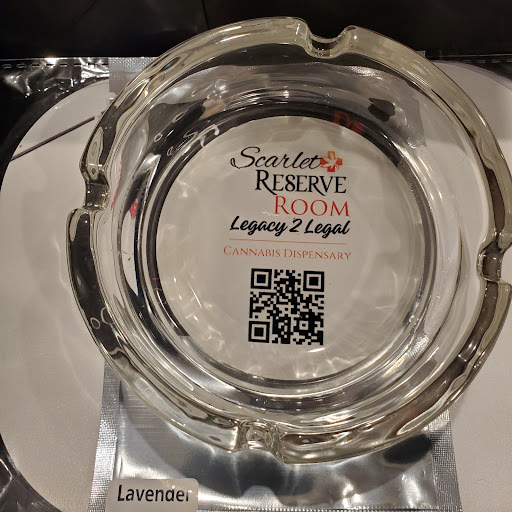 Scarlet
RESERVE
ROOM
Legacy 2 Legal
CANNABIS DISPENSARY
Lavender